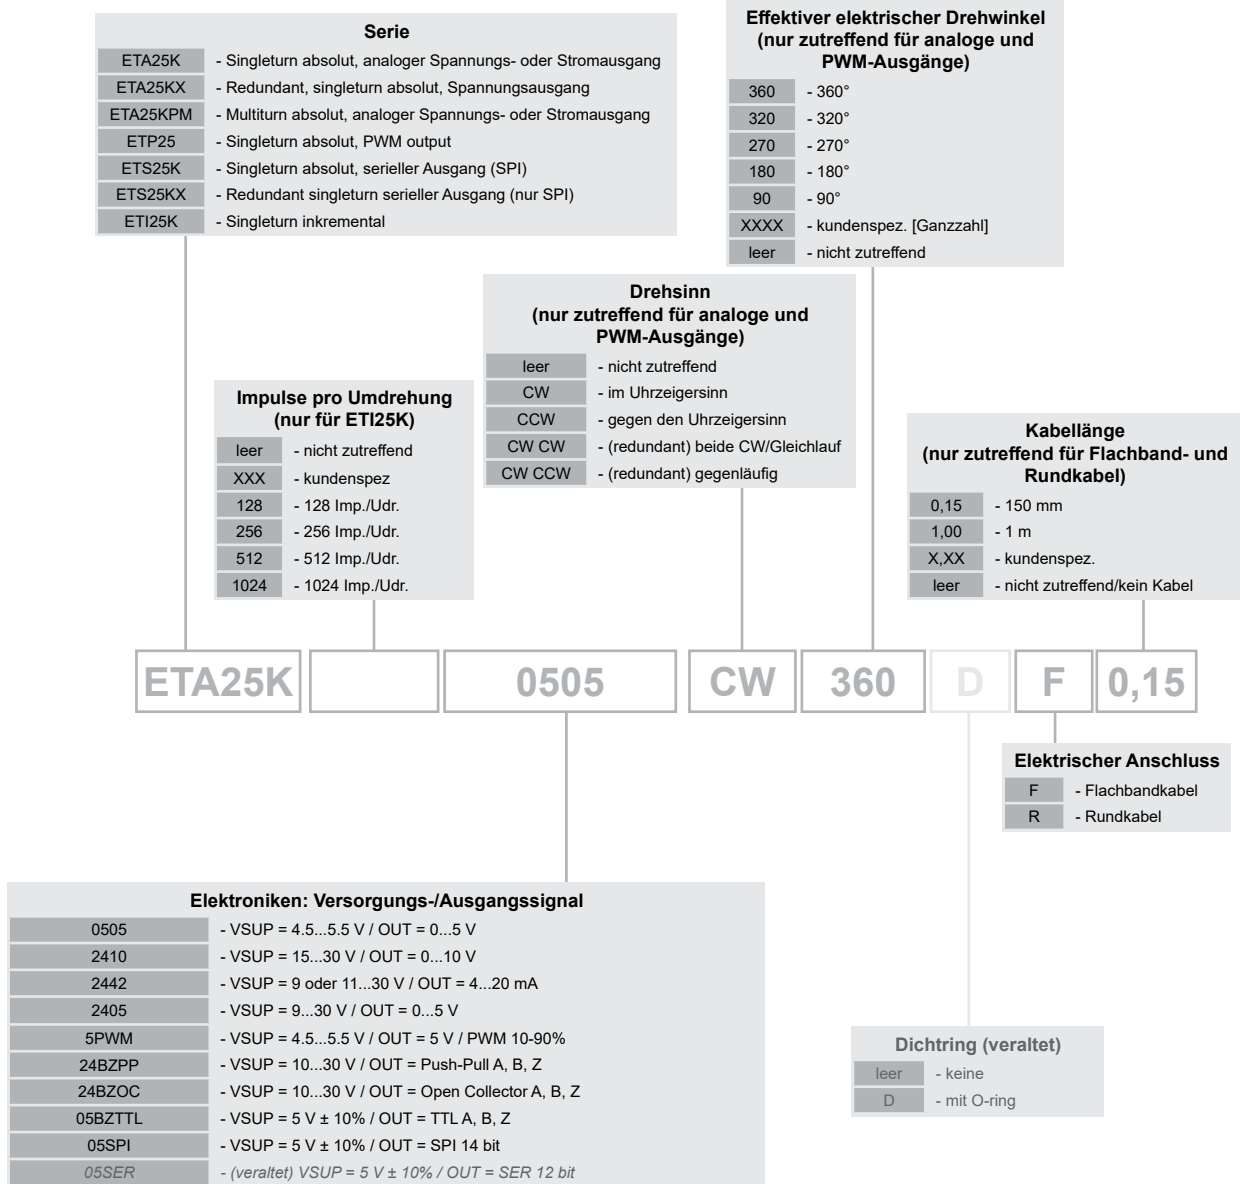 Serie
ETA25K - Singleturn absolut, analoger Spannungs- oder Stromausgang
ETA25KX - Redundant, singleturn absolut, Spannungsausgang
ETA25KPM - Multiturn absolut, analoger Spannungs- oder Stromausgang
ETP25 - Singleturn absolut, PWM output
ETS25K - Singleturn absolut, serieller Ausgang (SPI)
ETS25KX - Redundant singleturn serieller Ausgang (nur SPI)
ETI25K - Singleturn inkremental
Effektiver elektrischer Drehwinkel
(nur zutreffend für analoge und
PWM-Ausgänge)
360 - 360°
320 - 320°
270 - 270°
180 - 180°
90 - 90°
XXXX - kundenspez. [Ganzzahl]
leer - nicht zutreffend
Drehsinn
(nur zutreffend für analoge und
PWM-Ausgänge)
leer - nicht zutreffend
CW - im Uhrzeigersinn
CCW - gegen den Uhrzeigersinn
CW CW - (redundant) beide CW/Gleichlauf
CW CCW - (redundant) gegenläufig
Impulse pro Umdrehung
(nur für ETI25K)
leer - nicht zutreffend
XXX - kundenspez
128 - 128 Imp./Udr.
256 - 256 Imp./Udr.
512 - 512 Imp./Udr.
1024 - 1024 Imp./Udr.
Kabellänge
(nur zutreffend für Flachband- und
Rundkabel)
0,15 - 150 mm
1,00 - 1 m
X,XX - kundenspez.
leer - nicht zutreffend/kein Kabel
ETA25K 0505 CW 360 D F 0,15
Elektrischer Anschluss
F - Flachbandkabel
R - Rundkabel
Elektroniken: Versorgungs-/Ausgangssignal
0505 - VSUP = 4.5...5.5 V / OUT = 0...5 V
2410 - VSUP = 15...30 V / OUT = 0...10 V
2442 - VSUP = 9 oder 11...30 V / OUT = 4...20 mA
2405 - VSUP = 9...30 V / OUT = 0...5 V
5PWM - VSUP = 4.5...5.5 V / OUT = 5 V / PWM 10-90%
24BZPP - VSUP = 10...30 V / OUT = Push-Pull A, B, Z
24BZOC - VSUP = 10...30 V / OUT = Open Collector A, B, Z
05BZTTL - VSUP = 5 V ± 10% / OUT = TTL A, B, Z
05SPI - VSUP = 5 V ± 10% / OUT = SPI 14 bit
05SER - (veraltet) VSUP = 5 V ± 10% / OUT = SER 12 bit
Dichtring (veraltet)
leer - keine
D - mit O-ring